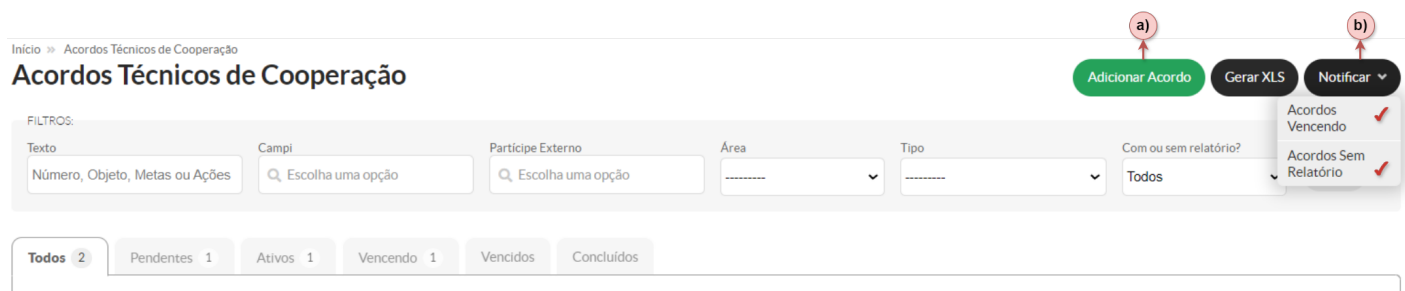 a)
b)
Início » Acordos Técnicos de Cooperação
Acordos Técnicos de Cooperação
Adicionar Acordo
Gerar XLS
Notificar
Acordos
Vencendo
Acordos Sem
Relatório
FILTROS:
Texto
Campi
Partícipe Externo
Área
Tipo
Com ou sem relatório?
Número, Objeto, Metas ou Ações
Escolha uma opção
Escolha uma opção
---------
---------
Todos
Todos 2
Pendentes 1
Ativos 1
Vencendo 1
Vencidos
Concluídos